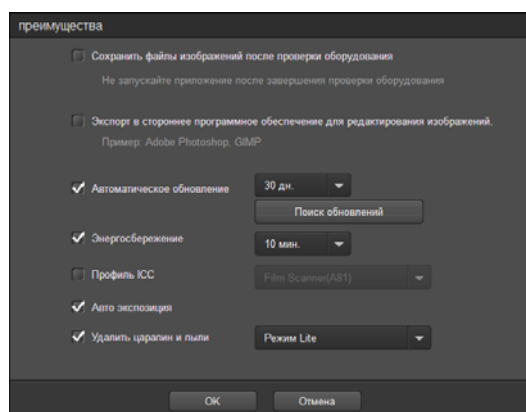 преимущества
Сохранить файлы изображений после проверки оборудования
Не запускайте приложение после завершения проверки оборудования
Экспорт в стороннее программное обеспечение для редактирования изображений.
Пример: Adobe Photoshop, GIMP
Автоматическое обновление 30 дн.
Поиск обновлений
Энергосбережение 10 мин.
Профиль ICC Film Scanner(A81)
Авто экспозиция
Удалить царапин и пыли Режим Lite
OK Отмена